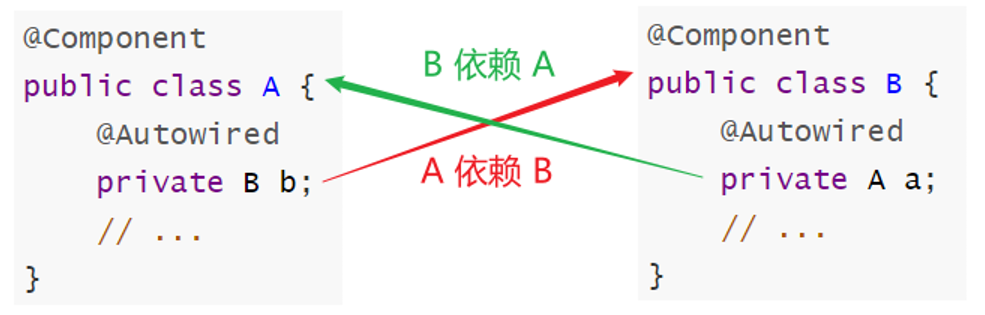 @Component
public class A {
    @Autowired
    private B b;
    // ...
}
B 依赖 A
A 依赖 B
@Component
public class B {
    @Autowired
    private A a;
    // ...
}